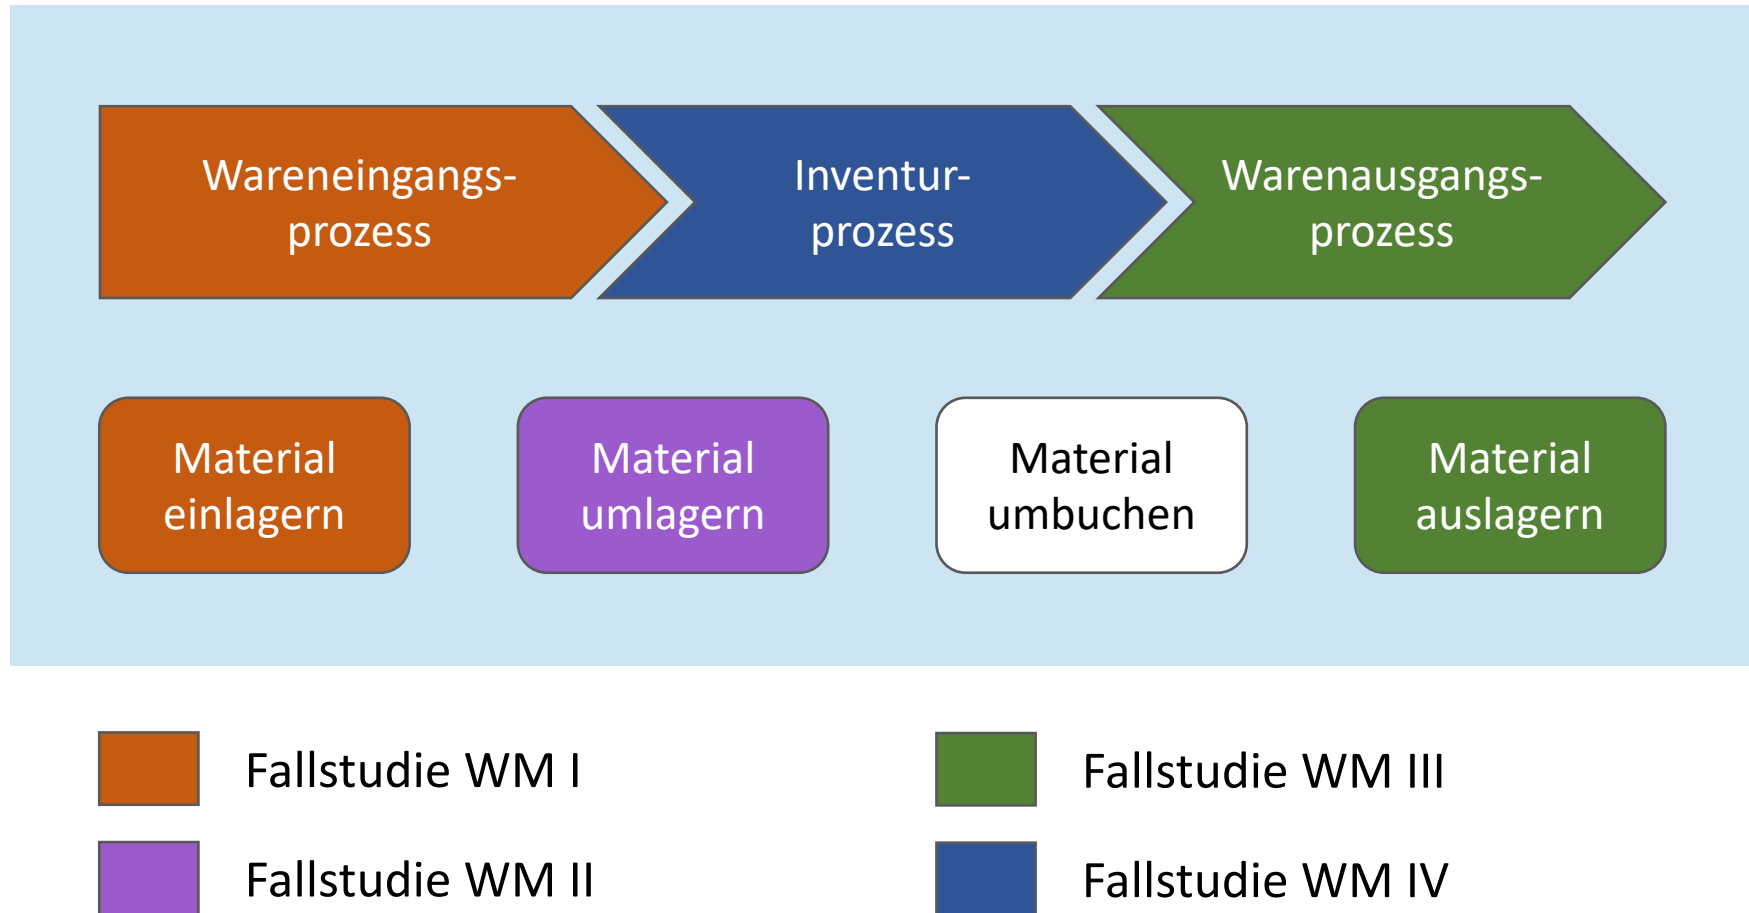 Wareneingangs-
prozess
Inventur-
prozess
Warenausgangs-
prozess
Material
einlagern
Material
umlagern
Material
umbuchen
Material
auslagern
Fallstudie WM I
Fallstudie WM III
Fallstudie WM II
Fallstudie WM IV